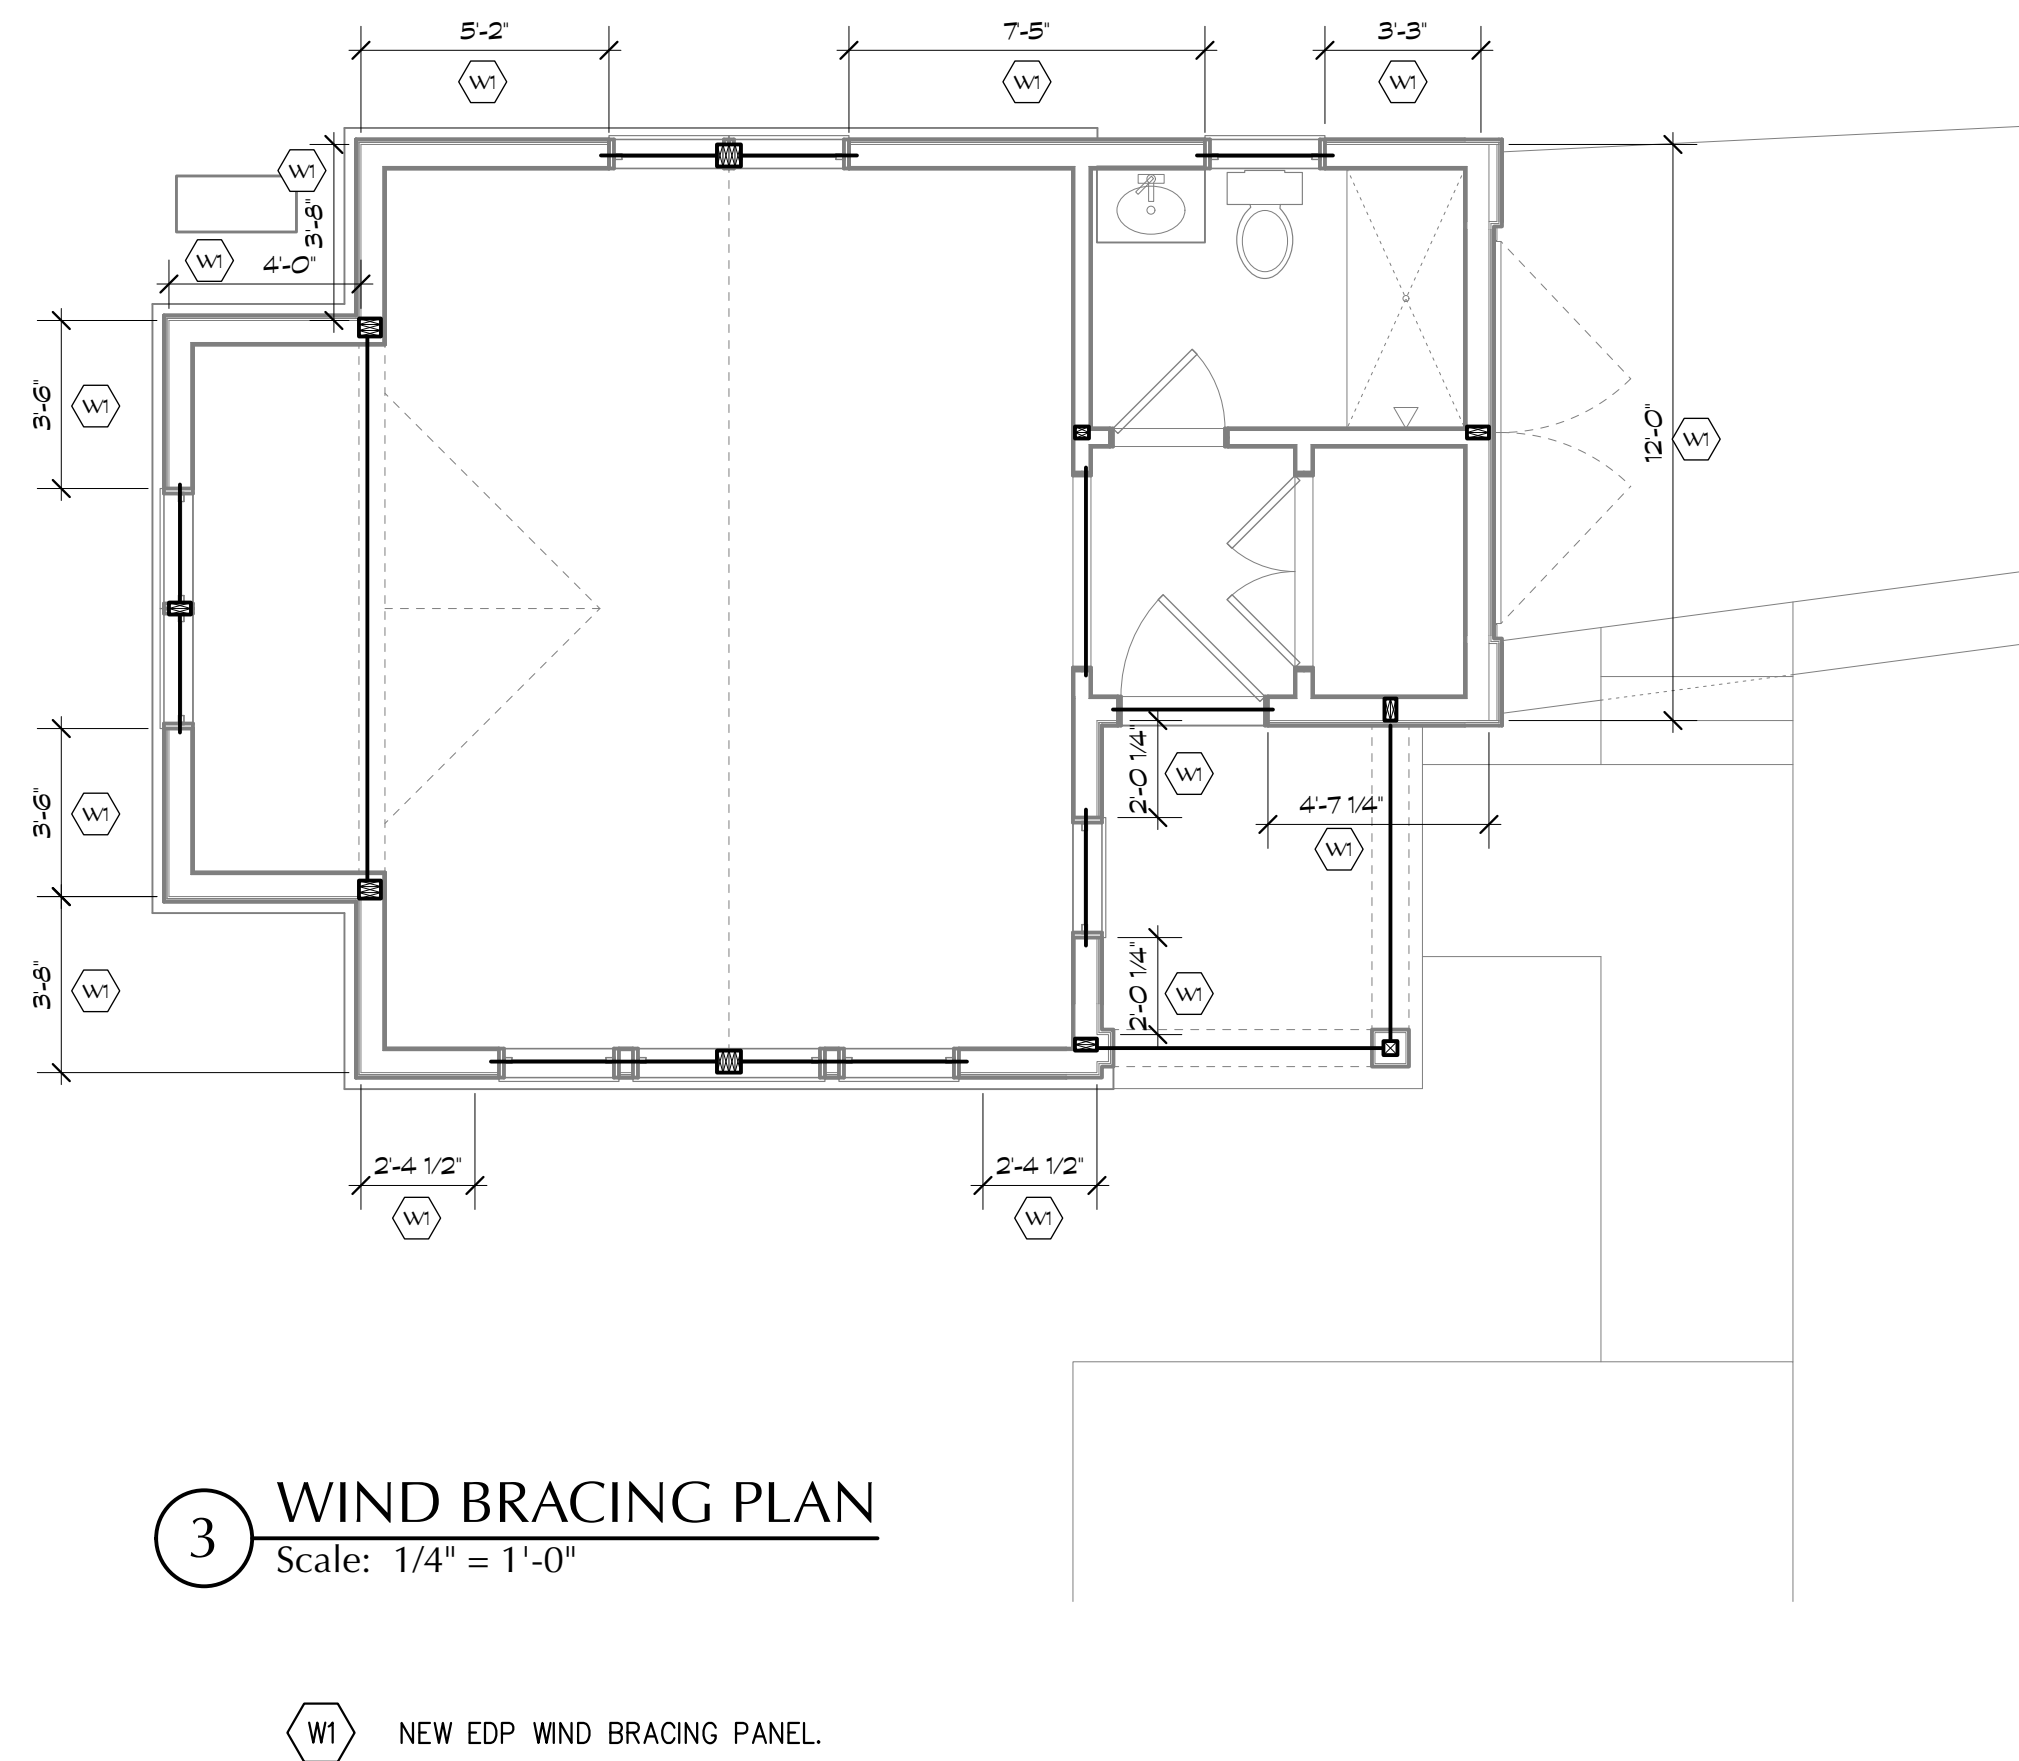 5'-2"
7'-5"
3'-3"
W1
W1
W1
W1
3'-8"
W1
4'-0"
3'-6"
W1
12'-0"
W1
2'-0 1/4"
W1
3'-6"
W1
4'-7 1/4"
W1
3'-8"
W1
2'-0 1/4"
W1
2'-4 1/2"
2'-4 1/2"
W1
W1
3
WIND BRACING PLAN
Scale: 1/4" = 1'-0"
W1 NEW EDP WIND BRACING PANEL.